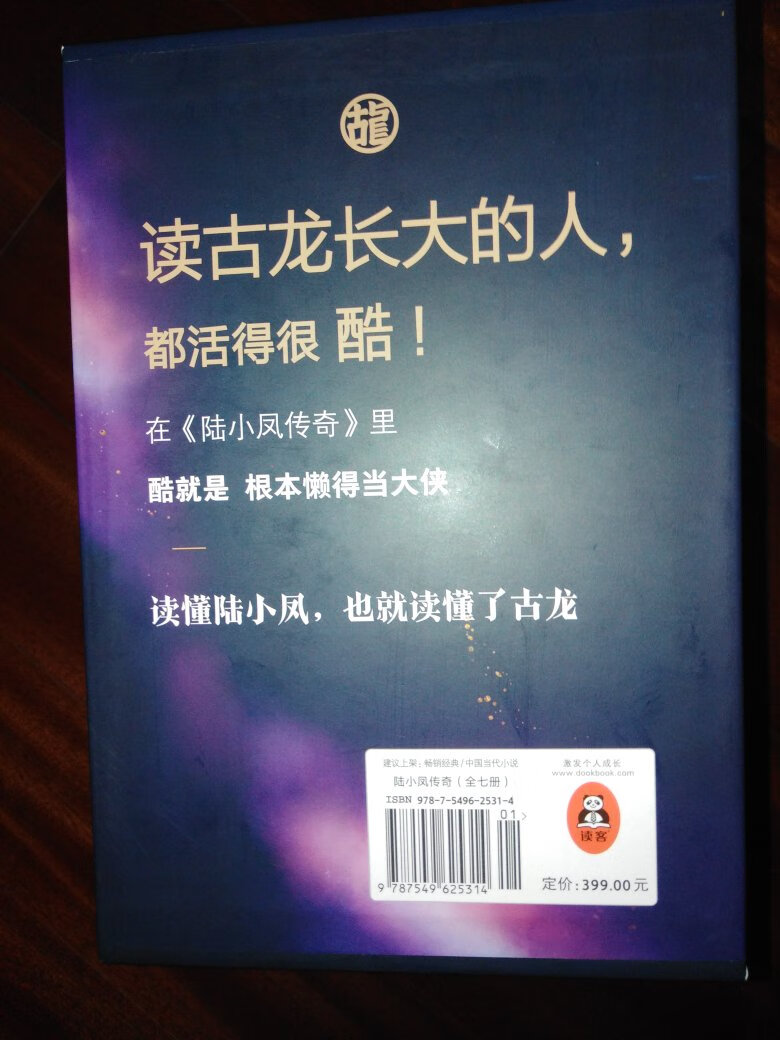 古龍
读古龙长大的人，
都活得很 酷！
在《陆小凤传奇》里
酷就是 根本懒得当大侠
读懂陆小凤，也就读懂了古龙
建议上架：畅销经典/中国当代小说
陆小凤传奇（全七册）
ISBN 978-7-5496-2531-4
01>
9 787549 625314
激发个人成长
www.dookbook.com
读客
定价：399.00元